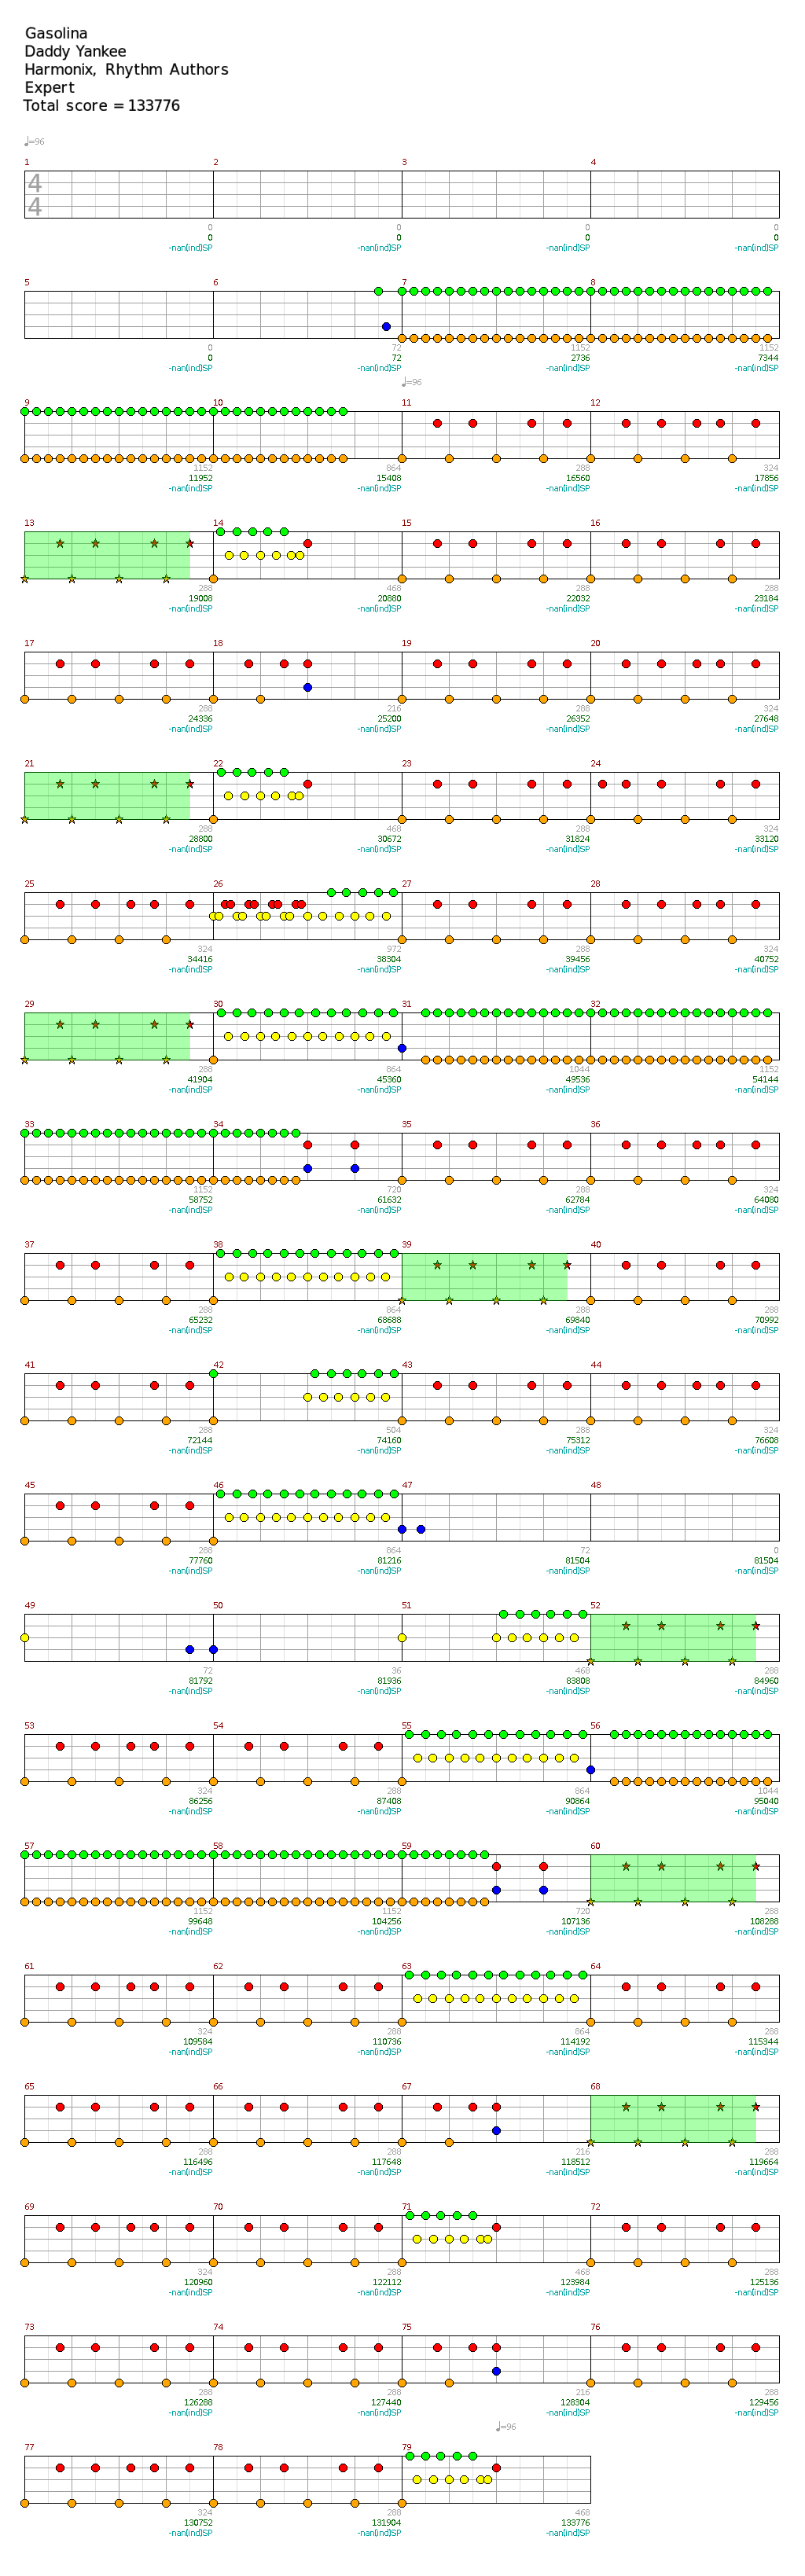 Gasolina
Daddy Yankee
Harmonix, Rhythm Authors
Expert
Total score = 133776
♩=96
1 2 3 4
4
4
0 0 0 0
0 0 0 0
-nan(ind)SP -nan(ind)SP -nan(ind)SP -nan(ind)SP
5 6 7 8
0 72 1152 1152
0 72 2736 7344
-nan(ind)SP -nan(ind)SP -nan(ind)SP -nan(ind)SP
♩=96
9 10 11 12
1152 864 288 324
11952 15408 16560 17856
-nan(ind)SP -nan(ind)SP -nan(ind)SP -nan(ind)SP
13 14 15 16
288 468 288 288
19008 20880 22032 23184
-nan(ind)SP -nan(ind)SP -nan(ind)SP -nan(ind)SP
17 18 19 20
288 216 288 324
24336 25200 26352 27648
-nan(ind)SP -nan(ind)SP -nan(ind)SP -nan(ind)SP
21 22 23 24
288 468 288 324
28800 30672 31824 33120
-nan(ind)SP -nan(ind)SP -nan(ind)SP -nan(ind)SP
25 26 27 28
324 972 288 324
34416 38304 39456 40752
-nan(ind)SP -nan(ind)SP -nan(ind)SP -nan(ind)SP
29 30 31 32
288 864 1044 1152
41904 45360 49536 54144
-nan(ind)SP -nan(ind)SP -nan(ind)SP -nan(ind)SP
33 34 35 36
1152 720 288 324
58752 61632 62784 64080
-nan(ind)SP -nan(ind)SP -nan(ind)SP -nan(ind)SP
37 38 39 40
288 864 288 288
65232 68688 69840 70992
-nan(ind)SP -nan(ind)SP -nan(ind)SP -nan(ind)SP
41 42 43 44
288 504 288 324
72144 74160 75312 76608
-nan(ind)SP -nan(ind)SP -nan(ind)SP -nan(ind)SP
45 46 47 48
288 864 72 0
77760 81216 81504 81504
-nan(ind)SP -nan(ind)SP -nan(ind)SP -nan(ind)SP
49 50 51 52
72 36 468 288
81792 81936 83808 84960
-nan(ind)SP -nan(ind)SP -nan(ind)SP -nan(ind)SP
53 54 55 56
324 288 864 1044
86256 87408 90864 95040
-nan(ind)SP -nan(ind)SP -nan(ind)SP -nan(ind)SP
57 58 59 60
1152 1152 720 288
99648 104256 107136 108288
-nan(ind)SP -nan(ind)SP -nan(ind)SP -nan(ind)SP
61 62 63 64
324 288 864 288
109584 110736 114192 115344
-nan(ind)SP -nan(ind)SP -nan(ind)SP -nan(ind)SP
65 66 67 68
288 288 216 288
116496 117648 118512 119664
-nan(ind)SP -nan(ind)SP -nan(ind)SP -nan(ind)SP
69 70 71 72
324 288 468 288
120960 122112 123984 125136
-nan(ind)SP -nan(ind)SP -nan(ind)SP -nan(ind)SP
73 74 75 76
288 288 216 288
126288 127440 128304 129456
-nan(ind)SP -nan(ind)SP -nan(ind)SP -nan(ind)SP
♩=96
77 78 79
324 288 468
130752 131904 133776
-nan(ind)SP -nan(ind)SP -nan(ind)SP